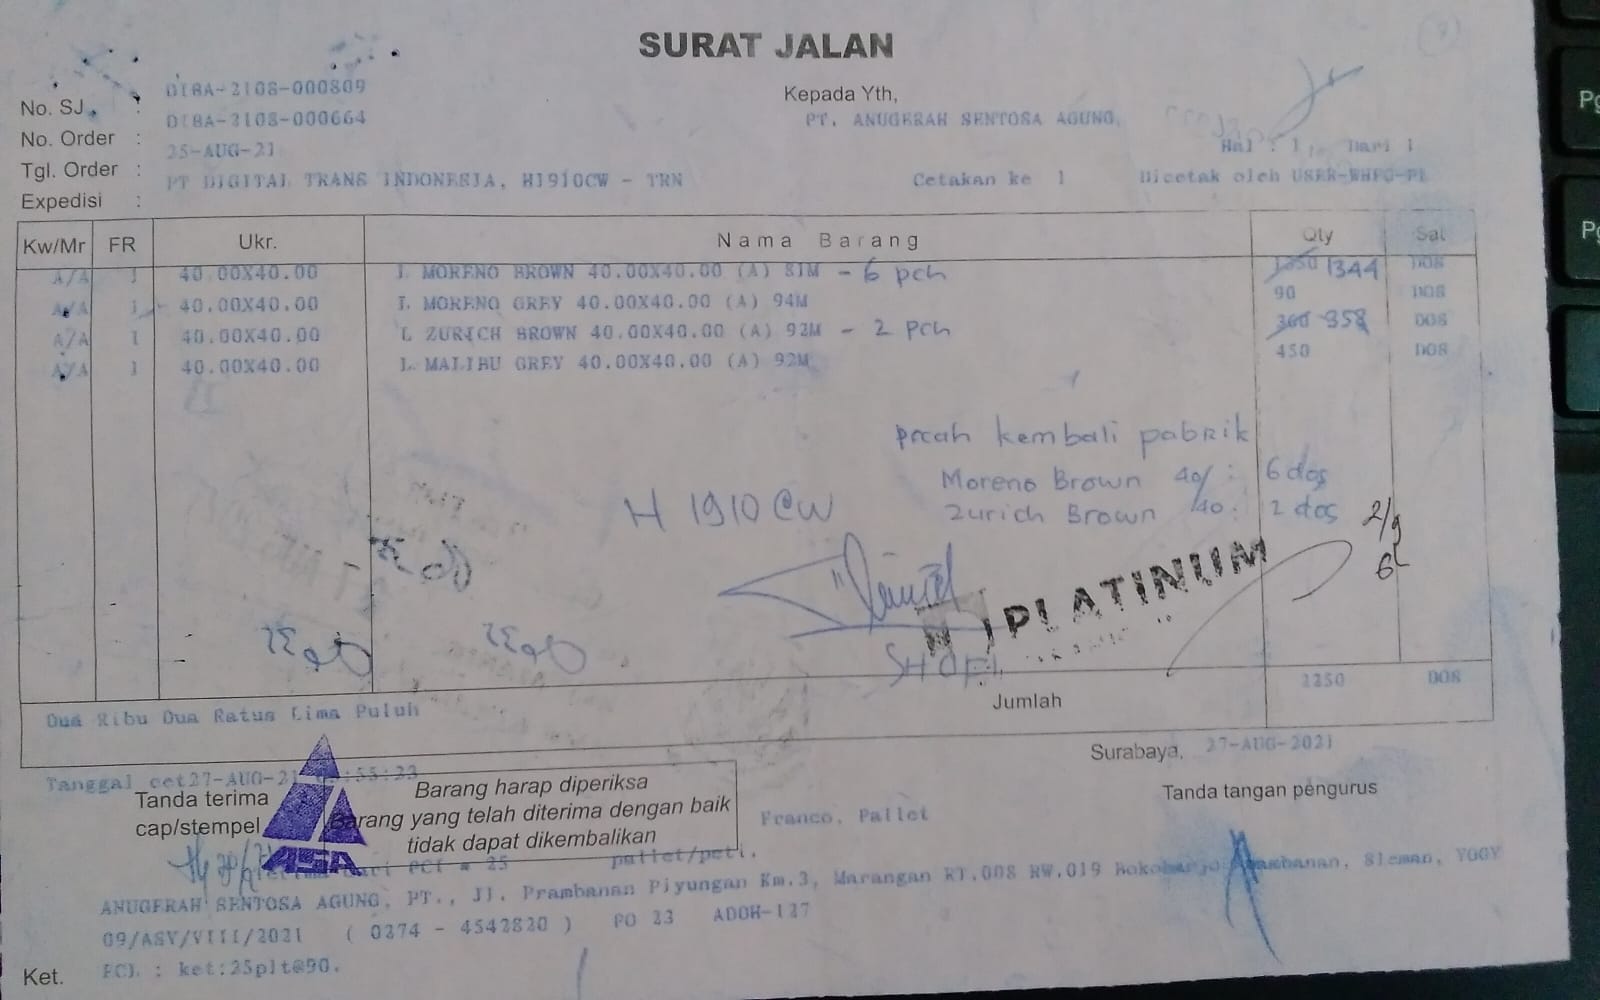 SURAT JALAN
No. SJ. : DIBA-2108-000809
No. Order : DIBA-2108-000664
Tgl. Order : 25-AUG-21
Expedisi : PT DIGITAL TRANS INDONESIA, H1910CW - TRN
Kepada Yth,
PT. ANUGERAH SENTOSA AGUNG,
Hal : 1, Dari 1
Cetakan ke 1 Dicetak oleh USER-WHFG-PL
Kw/Mr FR Ukr. Nama Barang Qty Sat
A/A 1 40.00X40.00 L MORENO BROWN 40.00X40.00 (A) 81M - 6 pch 1350 1344 DOS
A/A 1 40.00X40.00 L MORENO GREY 40.00X40.00 (A) 94M 90 DOS
A/A 1 40.00X40.00 L ZURICH BROWN 40.00X40.00 (A) 92M - 2 pch 360 358 DOS
A/A 1 40.00X40.00 L MALIBU GREY 40.00X40.00 (A) 92M 450 DOS
pecah kembali pabrik
Moreno Brown 40/ : 6 dos
Zurich Brown 40 : 2 dos
H 1910 CW
2/9
PLATINUM
Jumlah 2250 DOS
Dua Ribu Dua Ratus Lima Puluh
Surabaya, 27-AUG-2021
Tanggal cet27-AUG-21 :55:23
Tanda terima
cap/stempel
ASA
Barang harap diperiksa
Barang yang telah diterima dengan baik
tidak dapat dikembalikan
Franco, Pallet
Tanda tangan pengurus
PCI = 25 pallet/peti.
ANUGERAH SENTOSA AGUNG, PT., Jl. Prambanan Piyungan Km.3, Marangan RT.008 RW.019 Bokoharjo Prambanan, Sleman, YOGY
09/ASV/VIII/2021 ( 0274 - 4542820 ) PO 23 ADOH-127
Ket. PCI. : ket:25plt@90.